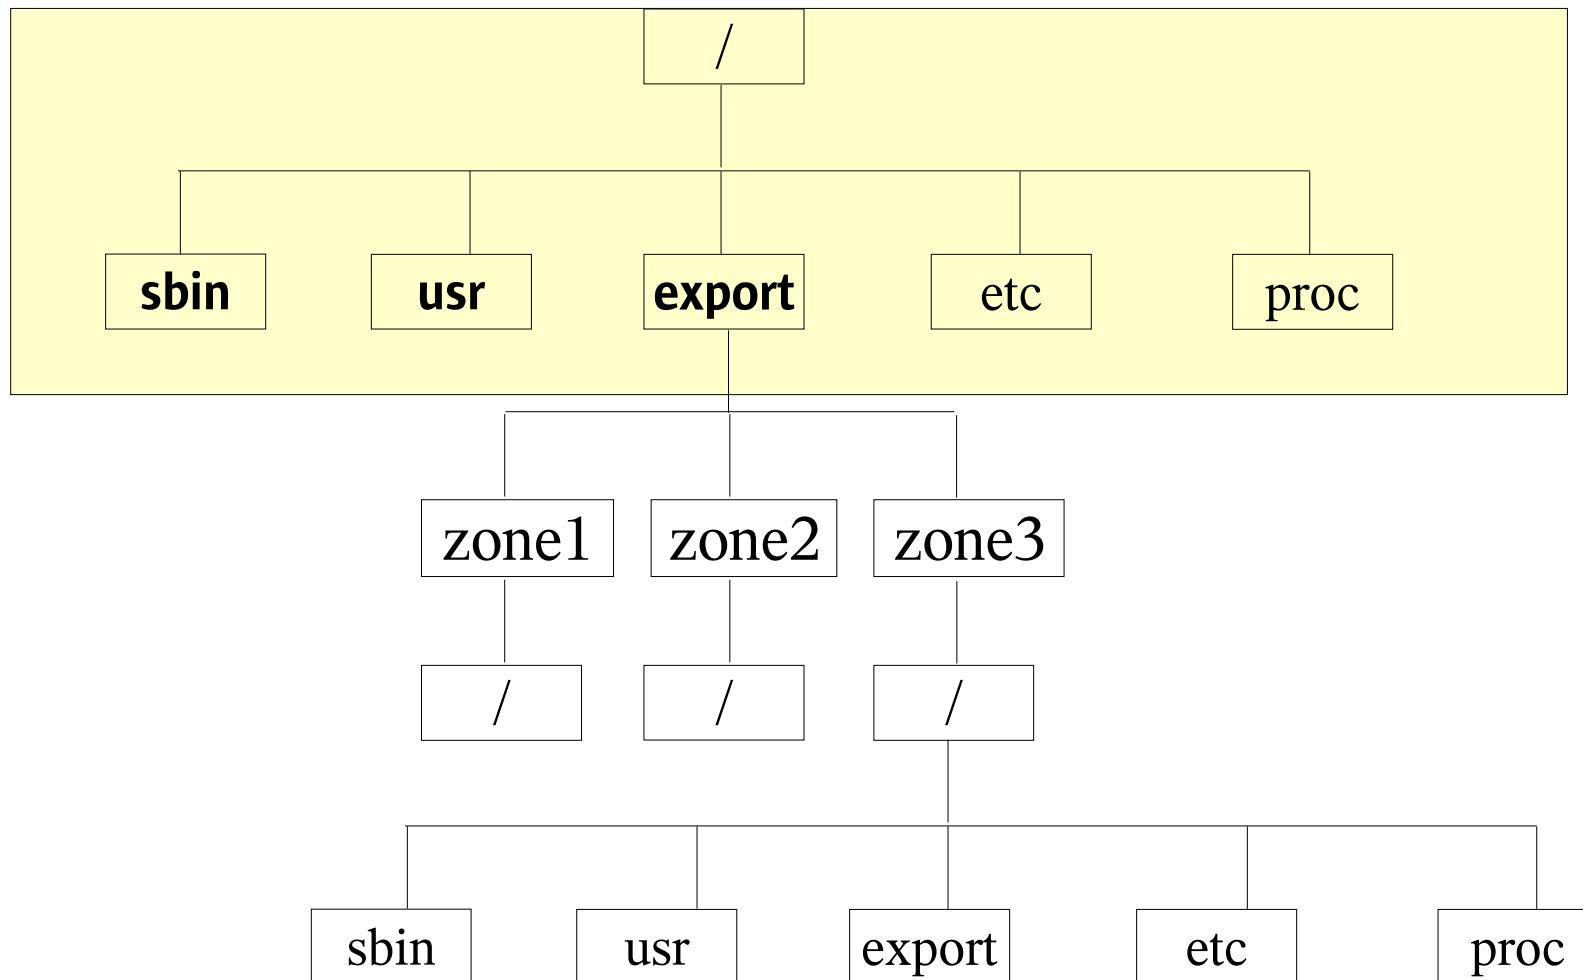 /
sbin usr export etc proc
zone1 zone2 zone3
/ / /
sbin usr export etc proc